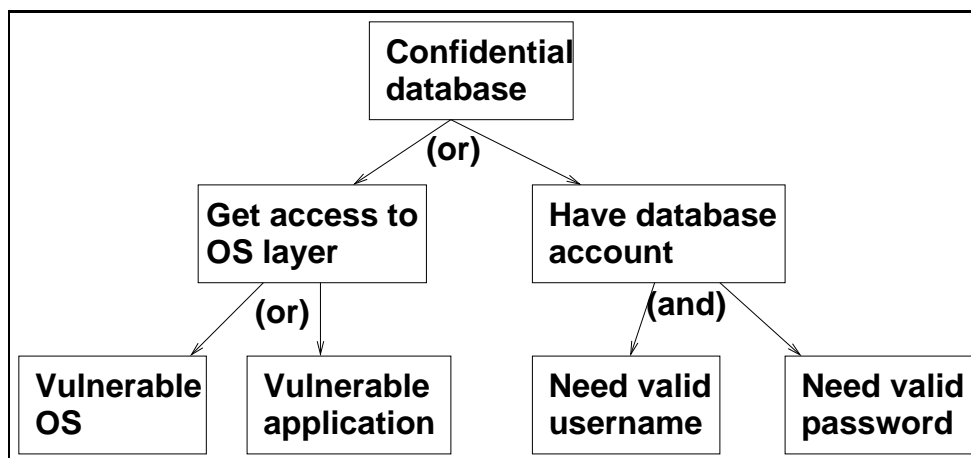 Confidential
database
(or)
Get access to
OS layer
Have database
account
(or)
(and)
Vulnerable
OS
Vulnerable
application
Need valid
username
Need valid
password